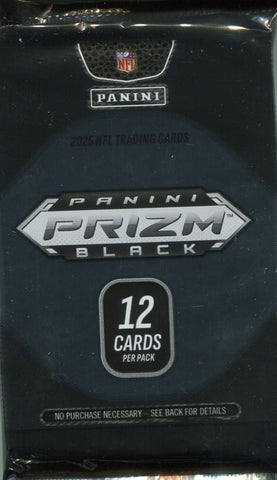 NFL
PANINI
2025 NFL TRADING CARDS
PANINI
PRIZM™
BLACK
12
CARDS
PER PACK
NO PURCHASE NECESSARY SEE BACK FOR DETAILS